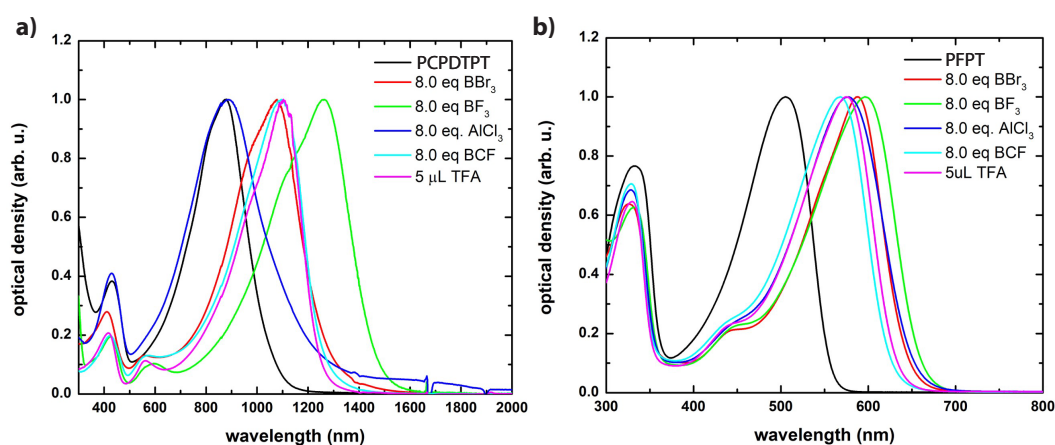 a)
1.2
1.0
0.8
0.6
0.4
0.2
0.0
optical density (arb. u.)
PCPDTPT
8.0 eq BBr₃
8.0 eq BF₃
8.0 eq. AlCl₃
8.0 eq BCF
5 μL TFA
400 600 800 1000 1200 1400 1600 1800 2000
wavelength (nm)
b)
1.2
1.0
0.8
0.6
0.4
0.2
0.0
optical density (arb. u.)
PFPT
8.0 eq BBr₃
8.0 eq BF₃
8.0 eq. AlCl₃
8.0 eq BCF
5uL TFA
300 400 500 600 700 800
wavelength (nm)